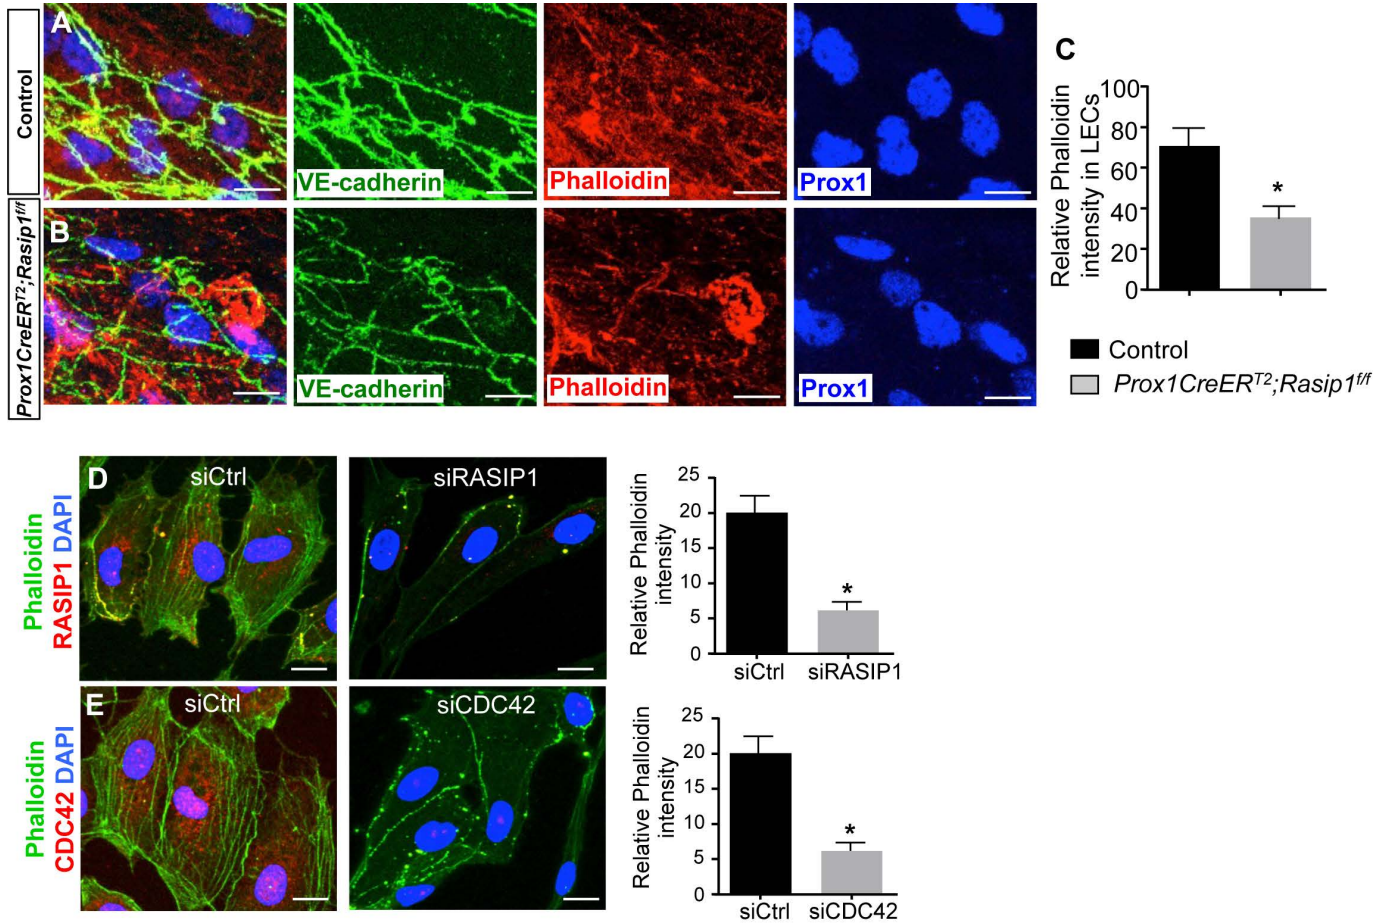 A
Control
VE-cadherin
Phalloidin
Prox1
B
Prox1CreERᵀ²;Rasip1ᶠ/ᶠ
VE-cadherin
Phalloidin
Prox1
C
Relative Phalloidin
intensity in LECs
100
80
60
40
20
0
*
Control
Prox1CreERᵀ²;Rasip1ᶠ/ᶠ
D
Phalloidin
RASIP1 DAPI
siCtrl
siRASIP1
Relative Phalloidin
intensity
25
20
15
10
5
0
*
siCtrl siRASIP1
E
Phalloidin
CDC42 DAPI
siCtrl
siCDC42
Relative Phalloidin
intensity
25
20
15
10
5
0
*
siCtrl siCDC42